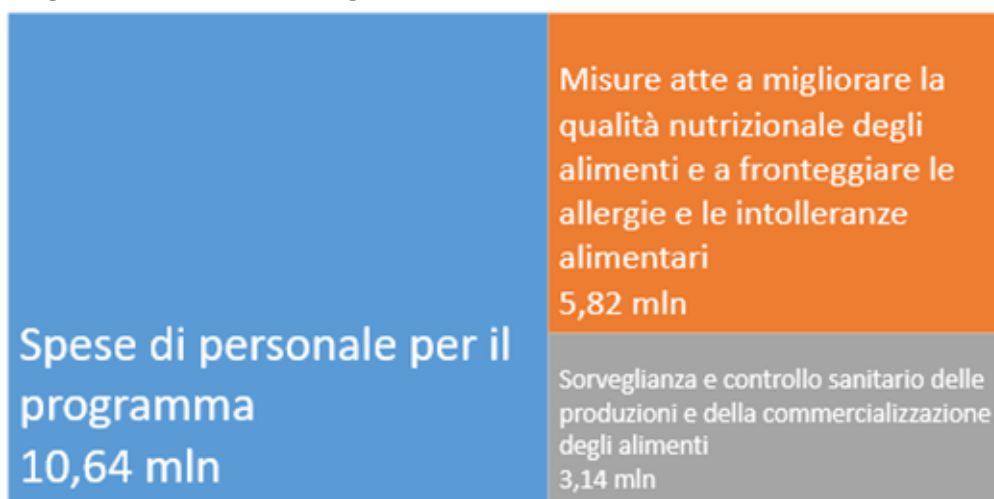 Spese di personale per il
programma
10,64 mln
Misure atte a migliorare la
qualità nutrizionale degli
alimenti e a fronteggiare le
allergie e le intolleranze
alimentari
5,82 mln
Sorveglianza e controllo sanitario delle
produzioni e della commercializzazione
degli alimenti
3,14 mln